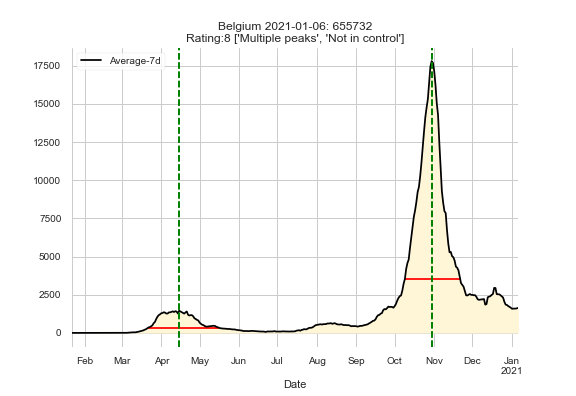 Belgium 2021-01-06: 655732
Rating:8 ['Multiple peaks', 'Not in control']
Average-7d
17500
15000
12500
10000
7500
5000
2500
0
Feb Mar Apr May Jun Jul Aug Sep Oct Nov Dec Jan
2021
Date